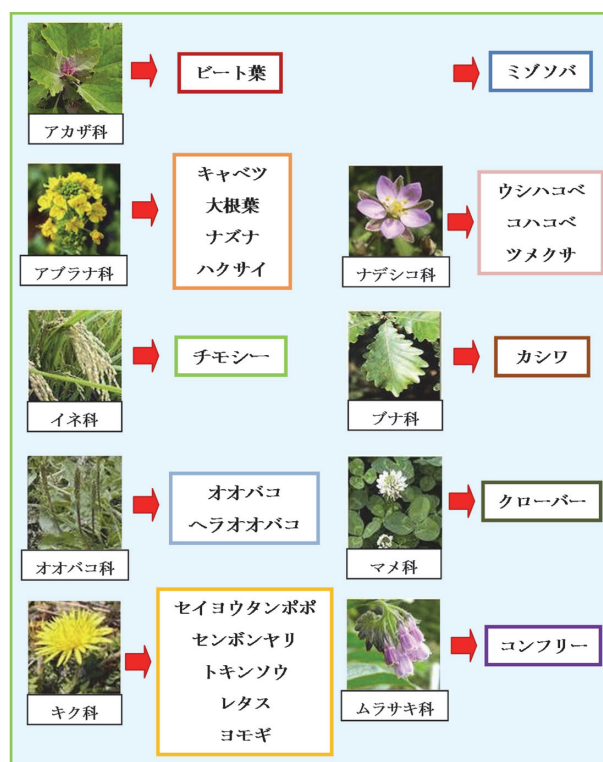 アカザ科
ビート葉
ミゾソバ
アブラナ科
キャベツ
大根葉
ナズナ
ハクサイ
ナデシコ科
ウシハコベ
コハコベ
ツメクサ
イネ科
チモシー
ブナ科
カシワ
オオバコ科
オオバコ
ヘラオオバコ
マメ科
クローバー
キク科
セイヨウタンポポ
センボンヤリ
トキンソウ
レタス
ヨモギ
ムラサキ科
コンフリー